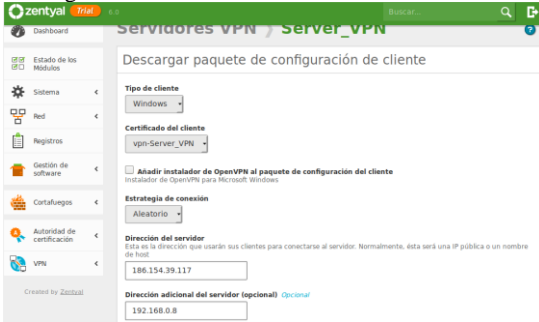 zentyal Trial 6.2 Buscar...
Servidores VPN Server_VPN
Dashboard
Estado de los
Módulos
Sistema
Red
Registros
Gestión de
software
Cortafuegos
Autoridad de
certificación
VPN
Created by Zentyal
Descargar paquete de configuración de cliente
Tipo de cliente
Windows
Certificado del cliente
vpn-Server_VPN
Añadir instalador de OpenVPN al paquete de configuración del cliente
Instalador de OpenVPN para Microsoft Windows
Estrategia de conexión
Aleatorio
Dirección del servidor
Esta es la dirección que usarán sus clientes para conectarse al servidor. Normalmente, ésta será una IP pública o un nombre
de host
186.154.39.117
Dirección adicional del servidor (opcional) Opcional
192.168.0.8